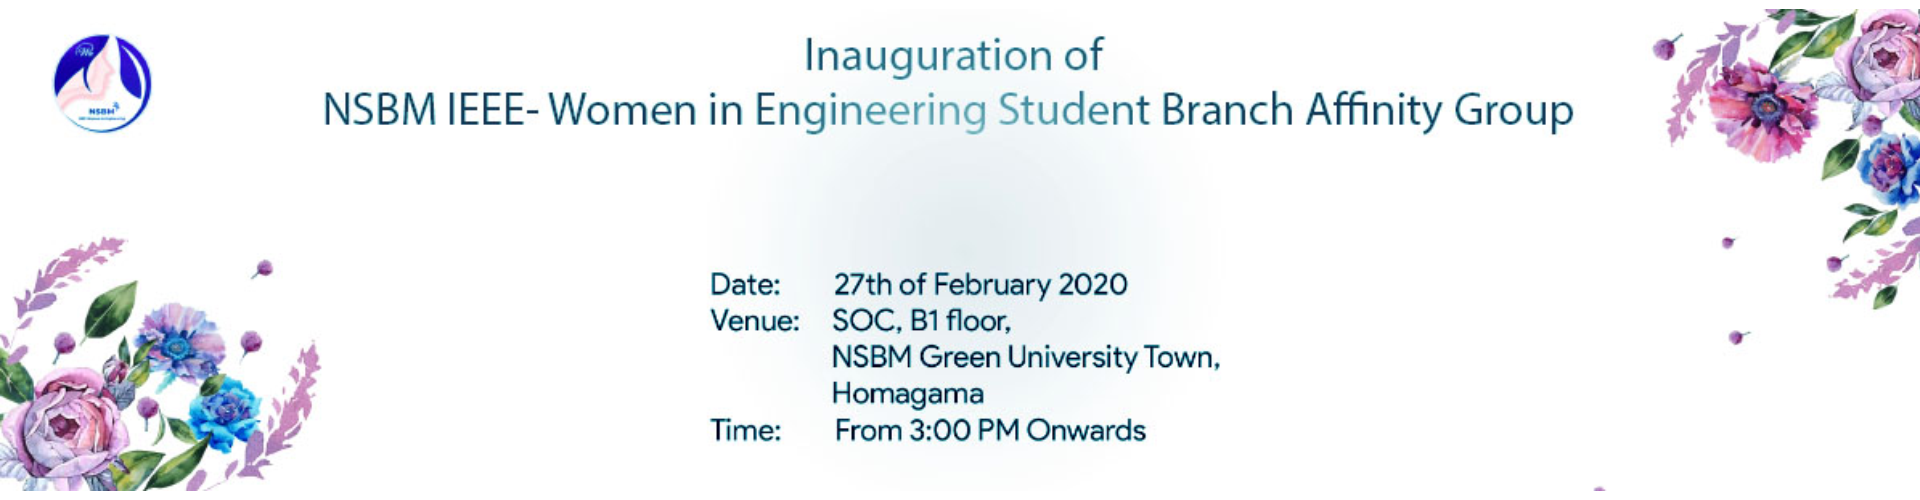 We
NSBM
Inauguration of
NSBM IEEE- Women in Engineering Student Branch Affinity Group
Date: 27th of February 2020
Venue: SOC, B1 floor,
NSBM Green University Town,
Homagama
Time: From 3:00 PM Onwards